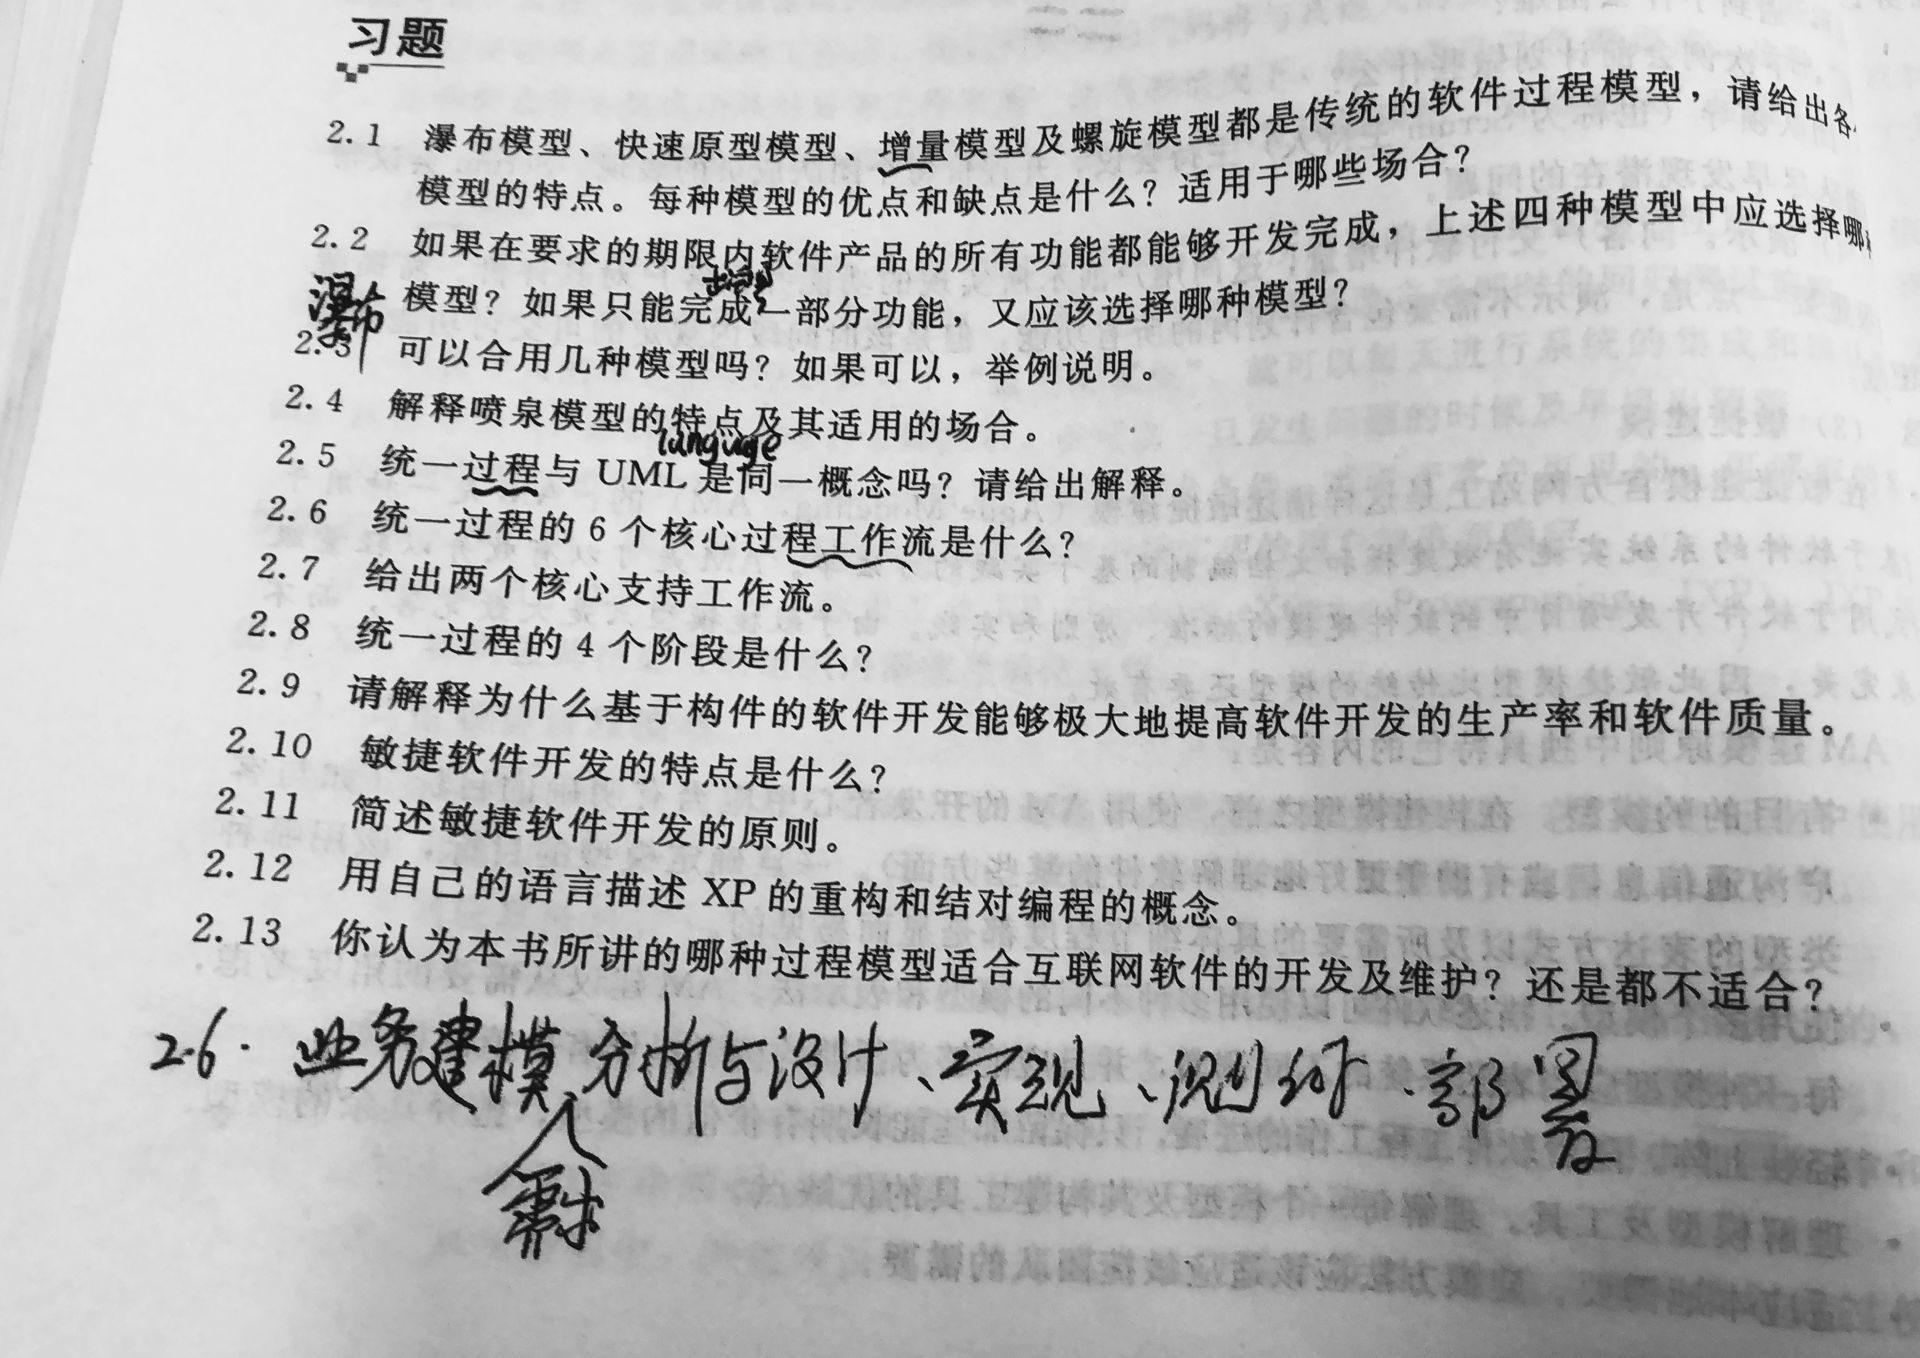 习题
2.1 瀑布模型、快速原型模型、增量模型及螺旋模型都是传统的软件过程模型，请给出各
模型的特点。每种模型的优点和缺点是什么？适用于哪些场合？
2.2 如果在要求的期限内软件产品的所有功能都能够开发完成，上述四种模型中应选择哪
瀑布
增量
模型？如果只能完成一部分功能，又应该选择哪种模型？
2.3 可以合用几种模型吗？如果可以，举例说明。
2.4 解释喷泉模型的特点及其适用的场合。
language
2.5 统一过程与 UML 是同一概念吗？请给出解释。
2.6 统一过程的 6 个核心过程工作流是什么？
2.7 给出两个核心支持工作流。
2.8 统一过程的 4 个阶段是什么？
2.9 请解释为什么基于构件的软件开发能够极大地提高软件开发的生产率和软件质量。
2.10 敏捷软件开发的特点是什么？
2.11 简述敏捷软件开发的原则。
2.12 用自己的语言描述 XP 的重构和结对编程的概念。
2.13 你认为本书所讲的哪种过程模型适合互联网软件的开发及维护？还是都不适合？
2.6. 业务建模 分析与设计、实现、测试、部署
需求